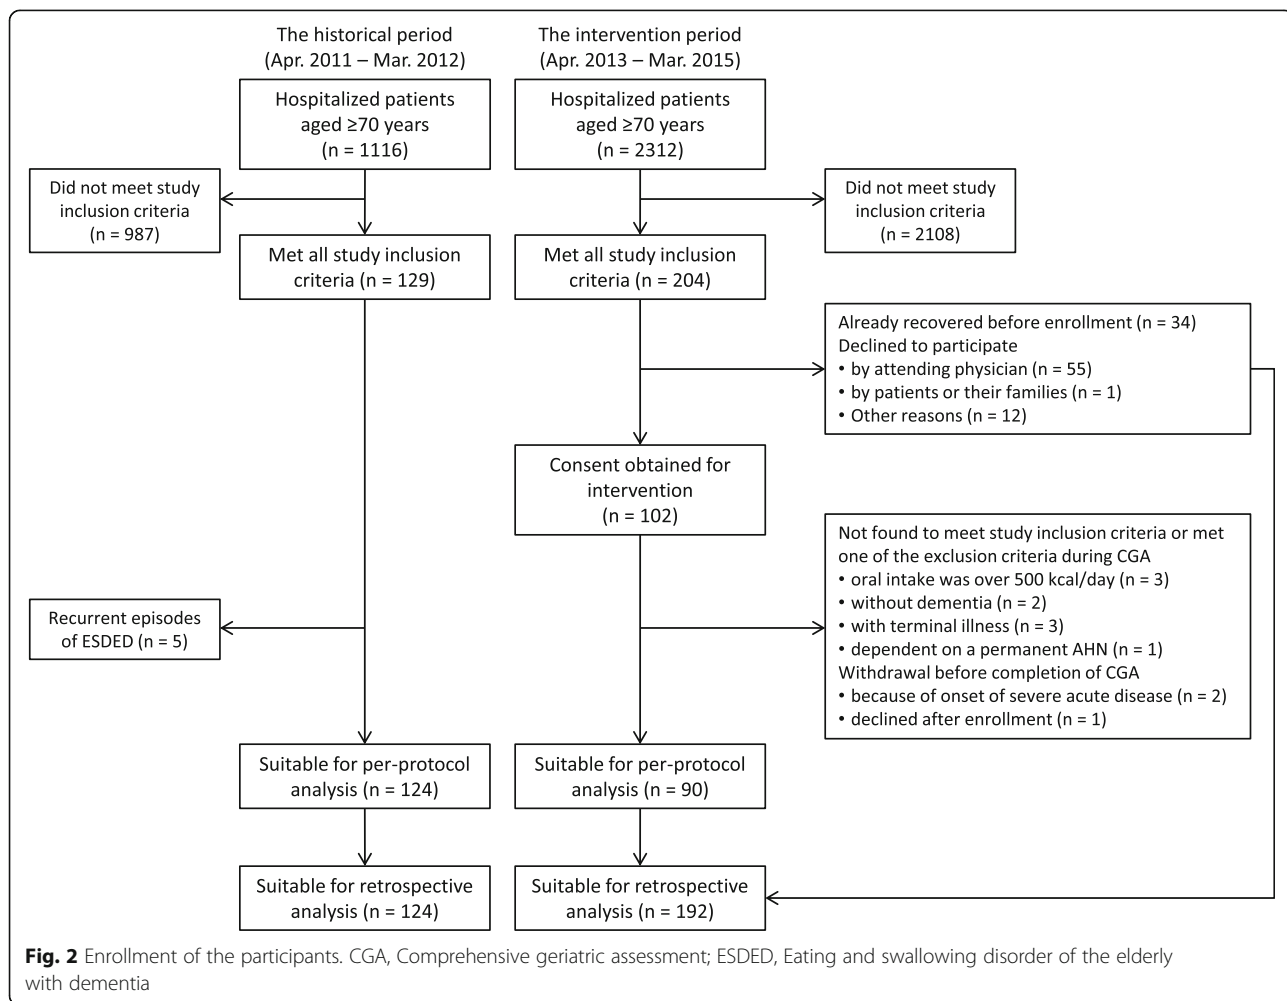 The historical period
(Apr. 2011 – Mar. 2012)
The intervention period
(Apr. 2013 – Mar. 2015)
Hospitalized patients
aged ≥70 years
(n = 1116)
Hospitalized patients
aged ≥70 years
(n = 2312)
Did not meet study
inclusion criteria
(n = 987)
Did not meet study
inclusion criteria
(n = 2108)
Met all study inclusion
criteria (n = 129)
Met all study inclusion
criteria (n = 204)
Already recovered before enrollment (n = 34)
Declined to participate
• by attending physician (n = 55)
• by patients or their families (n = 1)
• Other reasons (n = 12)
Consent obtained for
intervention
(n = 102)
Not found to meet study inclusion criteria or met
one of the exclusion criteria during CGA
• oral intake was over 500 kcal/day (n = 3)
• without dementia (n = 2)
• with terminal illness (n = 3)
• dependent on a permanent AHN (n = 1)
Withdrawal before completion of CGA
• because of onset of severe acute disease (n = 2)
• declined after enrollment (n = 1)
Recurrent episodes
of ESDED (n = 5)
Suitable for per-protocol
analysis (n = 124)
Suitable for per-protocol
analysis (n = 90)
Suitable for retrospective
analysis (n = 124)
Suitable for retrospective
analysis (n = 192)
Fig. 2 Enrollment of the participants. CGA, Comprehensive geriatric assessment; ESDED, Eating and swallowing disorder of the elderly
with dementia